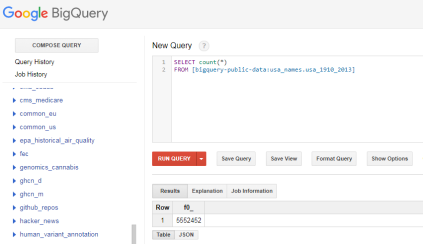 Google BigQuery
COMPOSE QUERY
Query History
Job History
cms_medicare
common_eu
common_us
epa_historical_air_quality
fec
genomics_cannabis
ghcn_d
ghcn_m
github_repos
hacker_news
human_variant_annotation
New Query ?
1 SELECT count(*)
2 FROM [bigquery-public-data:usa_names.usa_1910_2013]
RUN QUERY
Save Query
Save View
Format Query
Show Options
Results
Explanation
Job Information
Row f0_
1 5552452
Table JSON